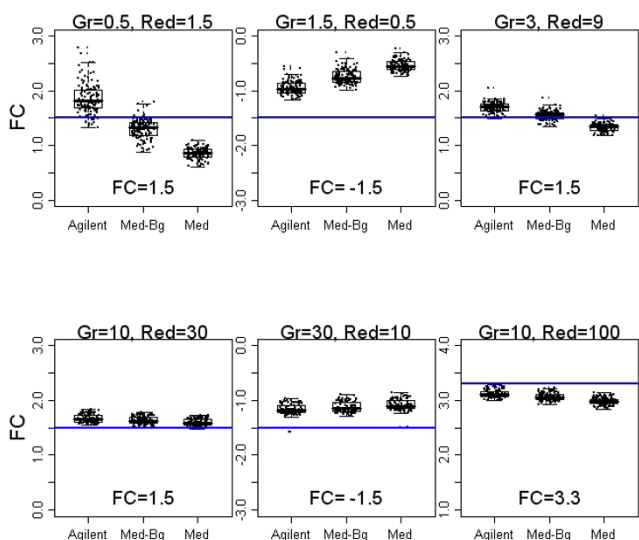 Gr=0.5, Red=1.5
Gr=1.5, Red=0.5
Gr=3, Red=9
FC
3.0
2.0
1.0
0.0
FC=1.5
Agilent Med-Bg Med
0.0
-1.0
-2.0
-3.0
FC= -1.5
Agilent Med-Bg Med
3.0
2.0
1.0
0.0
FC=1.5
Agilent Med-Bg Med
Gr=10, Red=30
Gr=30, Red=10
Gr=10, Red=100
FC
3.0
2.0
1.0
0.0
FC=1.5
Agilent Med-Bg Med
0.0
-1.0
-2.0
-3.0
FC= -1.5
Agilent Med-Bg Med
4.0
3.0
2.0
1.0
FC=3.3
Agilent Med-Bg Med